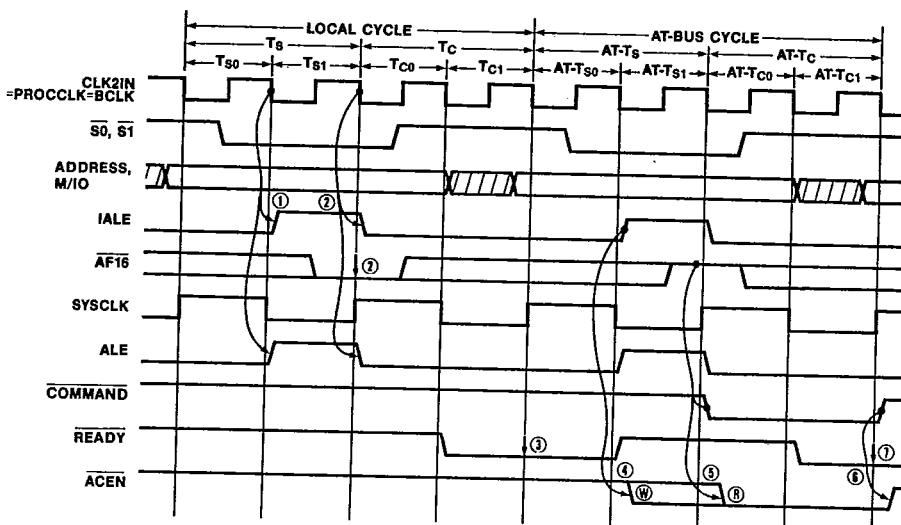 LOCAL CYCLE AT-BUS CYCLE
TS TC AT-TS AT-TC
TS0 TS1 TC0 TC1 AT-TS0 AT-TS1 AT-TC0 AT-TC1
CLK2IN
=PROCCLK=BCLK
S0, S1
ADDRESS,
M/IO
① ②
IALE
AF16
②
SYSCLK
ALE
COMMAND
READY
③ ⑦
ACEN
④ ⑤ ⑥
W R